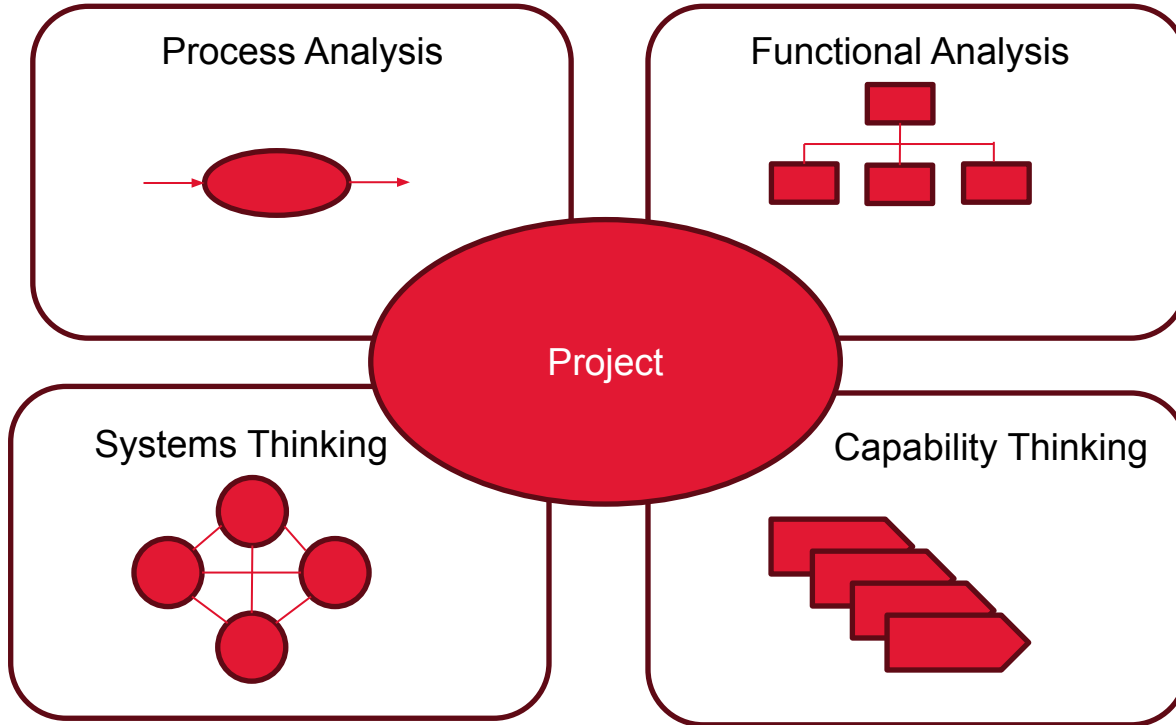 Process Analysis
Functional Analysis
Project
Systems Thinking
Capability Thinking